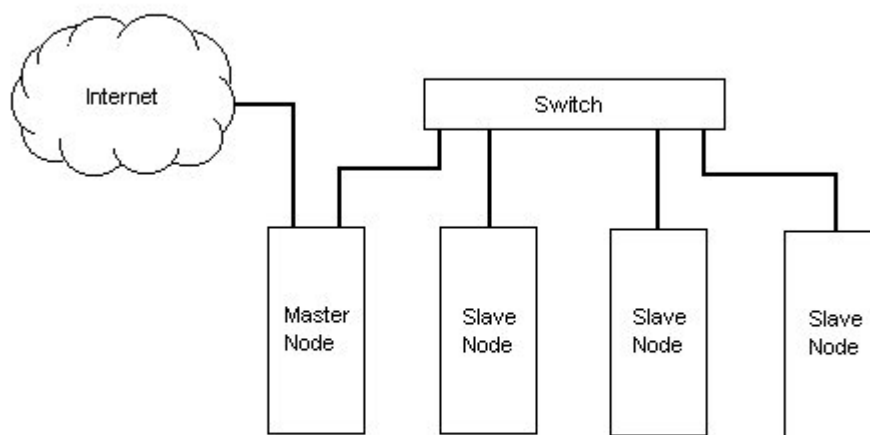 Internet
Switch
Master
Node
Slave
Node
Slave
Node
Slave
Node